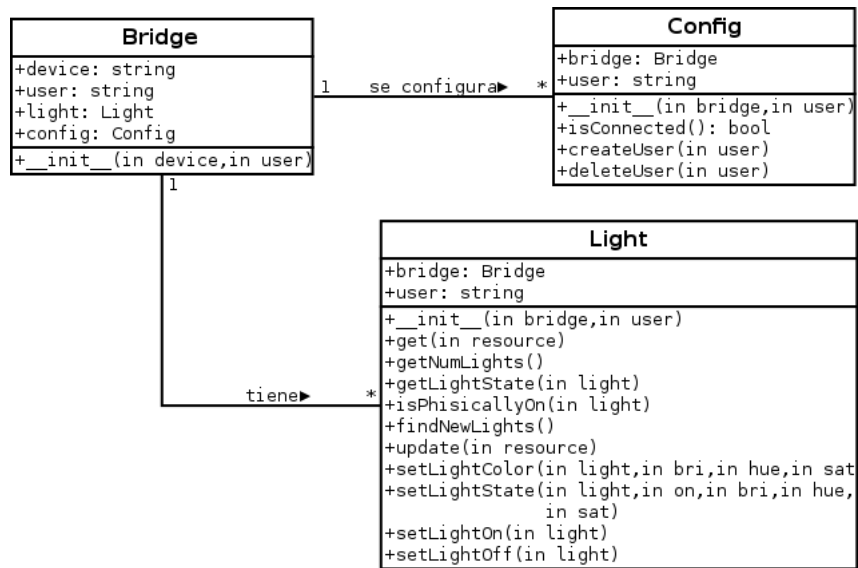 Bridge
+device: string
+user: string
+light: Light
+config: Config
+__init__(in device,in user)
1 se configura▶ *
Config
+bridge: Bridge
+user: string
+__init__(in bridge,in user)
+isConnected(): bool
+createUser(in user)
+deleteUser(in user)
1
tiene▶ *
Light
+bridge: Bridge
+user: string
+__init__(in bridge,in user)
+get(in resource)
+getNumLights()
+getLightState(in light)
+isPhisicallyOn(in light)
+findNewLights()
+update(in resource)
+setLightColor(in light,in bri,in hue,in sat
+setLightState(in light,in on,in bri,in hue,
in sat)
+setLightOn(in light)
+setLightOff(in light)